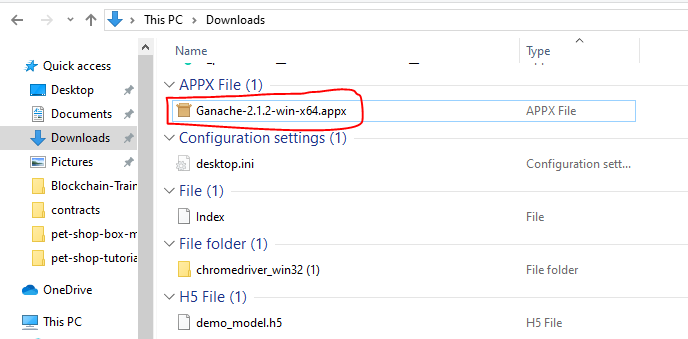 This PC > Downloads
Name
Type
Quick access
Desktop
Documents
Downloads
Pictures
Blockchain-Train
contracts
pet-shop-box-m
pet-shop-tutoria
OneDrive
This PC
APPX File (1)
Ganache-2.1.2-win-x64.appx
APPX File
Configuration settings (1)
desktop.ini
Configuration sett...
File (1)
Index
File
File folder (1)
chromedriver_win32 (1)
File folder
H5 File (1)
demo_model.h5
H5 File